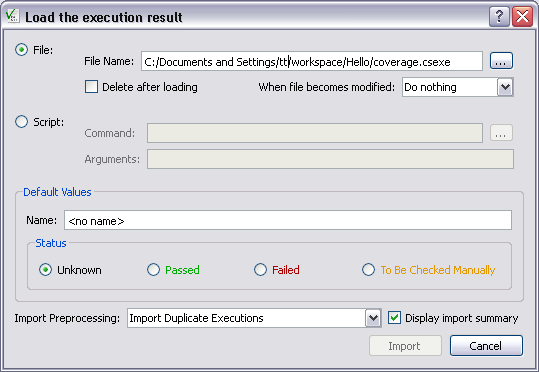 Load the execution result
File:
File Name: C:/Documents and Settings/tt/workspace/Hello/coverage.csexe ...
Delete after loading When file becomes modified: Do nothing
Script:
Command: ...
Arguments:
Default Values
Name: <no name>
Status
Unknown Passed Failed To Be Checked Manually
Import Preprocessing: Import Duplicate Executions Display import summary
Import Cancel